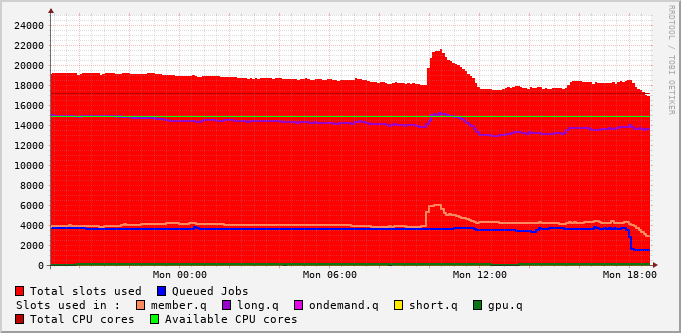 RRDTOOL / TOBI OETIKER
24000
22000
20000
18000
16000
14000
12000
10000
8000
6000
4000
2000
0
Mon 00:00 Mon 06:00 Mon 12:00 Mon 18:00
Total slots used Queued Jobs
Slots used in : member.q long.q ondemand.q short.q gpu.q
Total CPU cores Available CPU cores